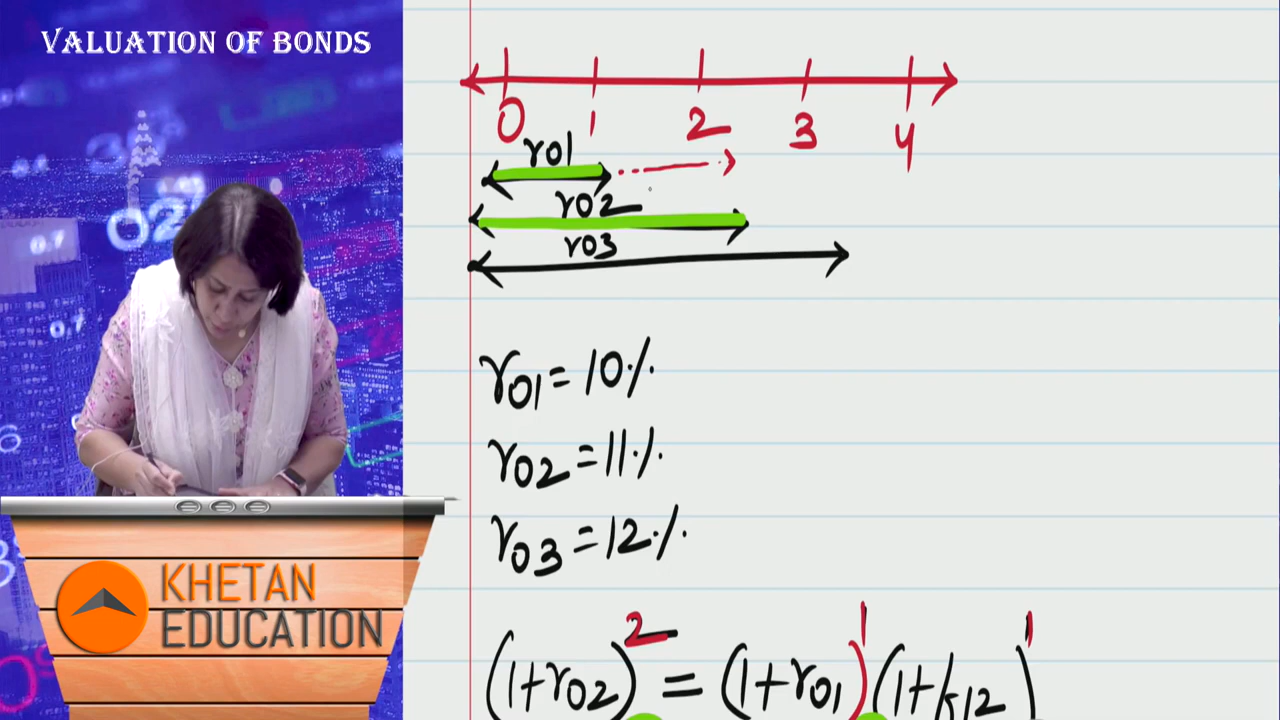 VALUATION OF BONDS
0 1 2 3 4
r01
r02
r03
r01 = 10%
r02 = 11%
r03 = 12%
(1+r02)² = (1+r01)¹ (1+f12)¹
KHETAN
EDUCATION